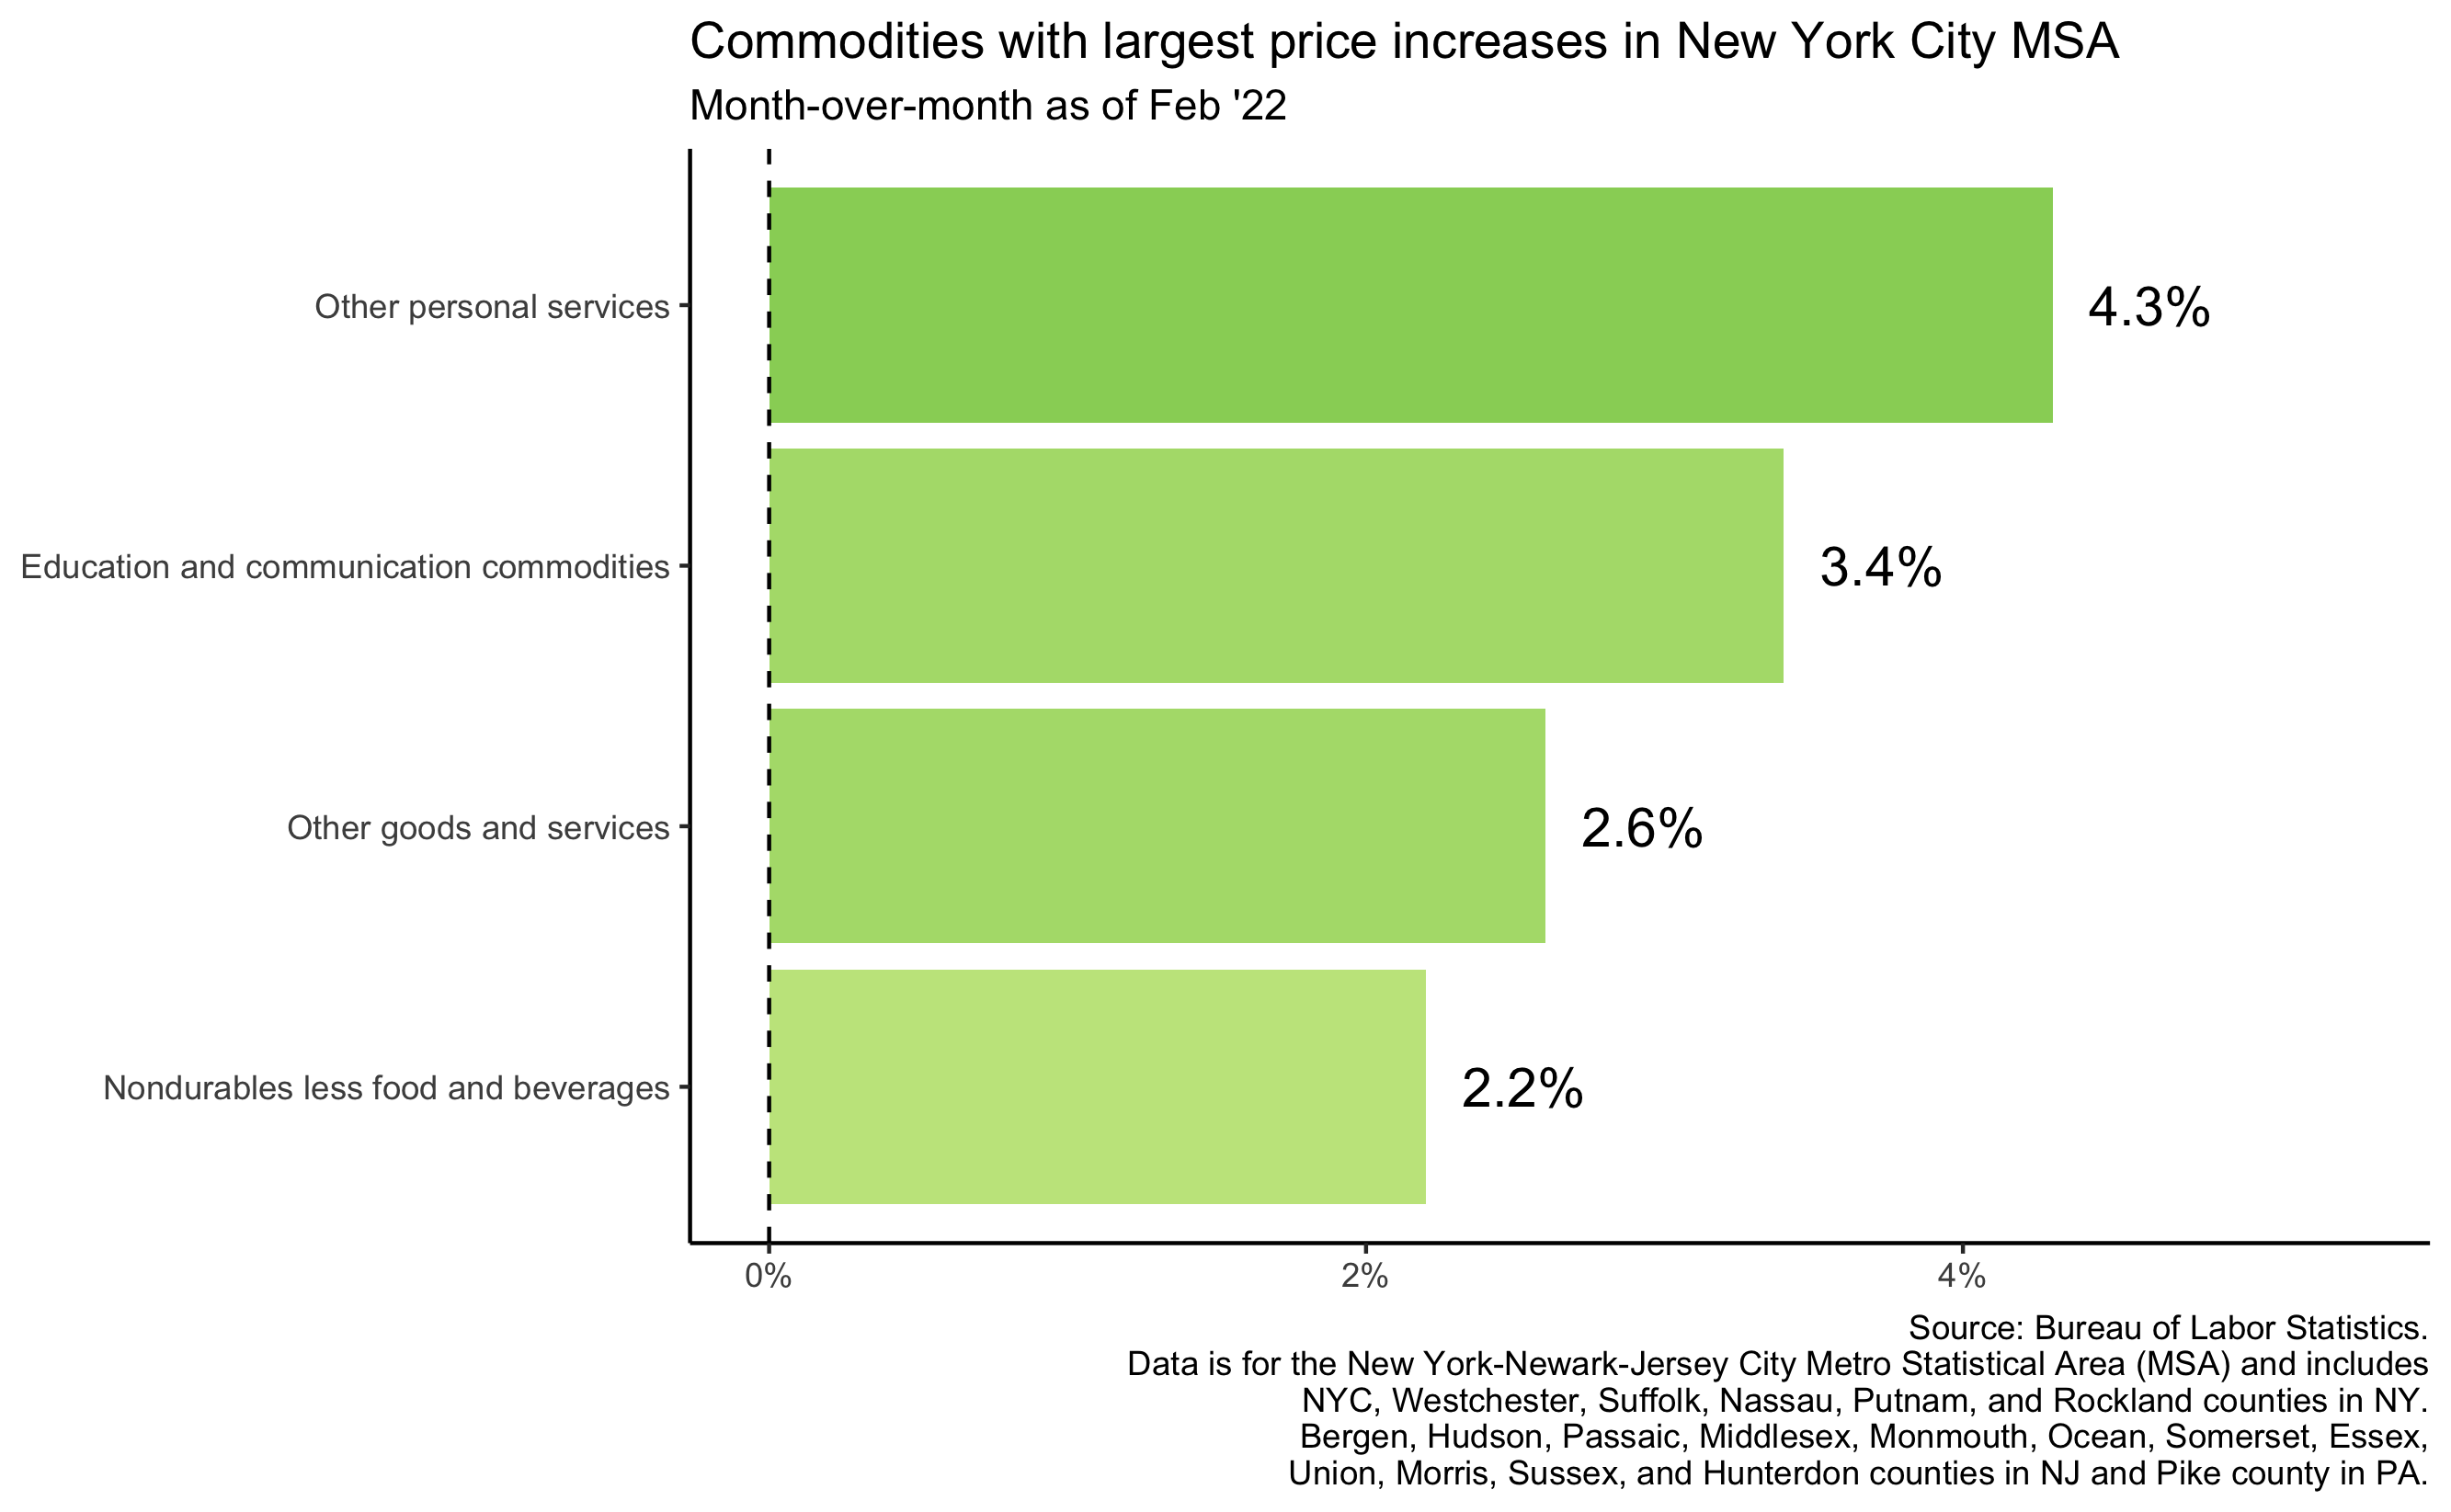 Commodities with largest price increases in New York City MSA
Month-over-month as of Feb '22
Other personal services
4.3%
Education and communication commodities
3.4%
Other goods and services
2.6%
Nondurables less food and beverages
2.2%
0%
2%
4%
Source: Bureau of Labor Statistics.
Data is for the New York-Newark-Jersey City Metro Statistical Area (MSA) and includes
NYC, Westchester, Suffolk, Nassau, Putnam, and Rockland counties in NY.
Bergen, Hudson, Passaic, Middlesex, Monmouth, Ocean, Somerset, Essex,
Union, Morris, Sussex, and Hunterdon counties in NJ and Pike county in PA.